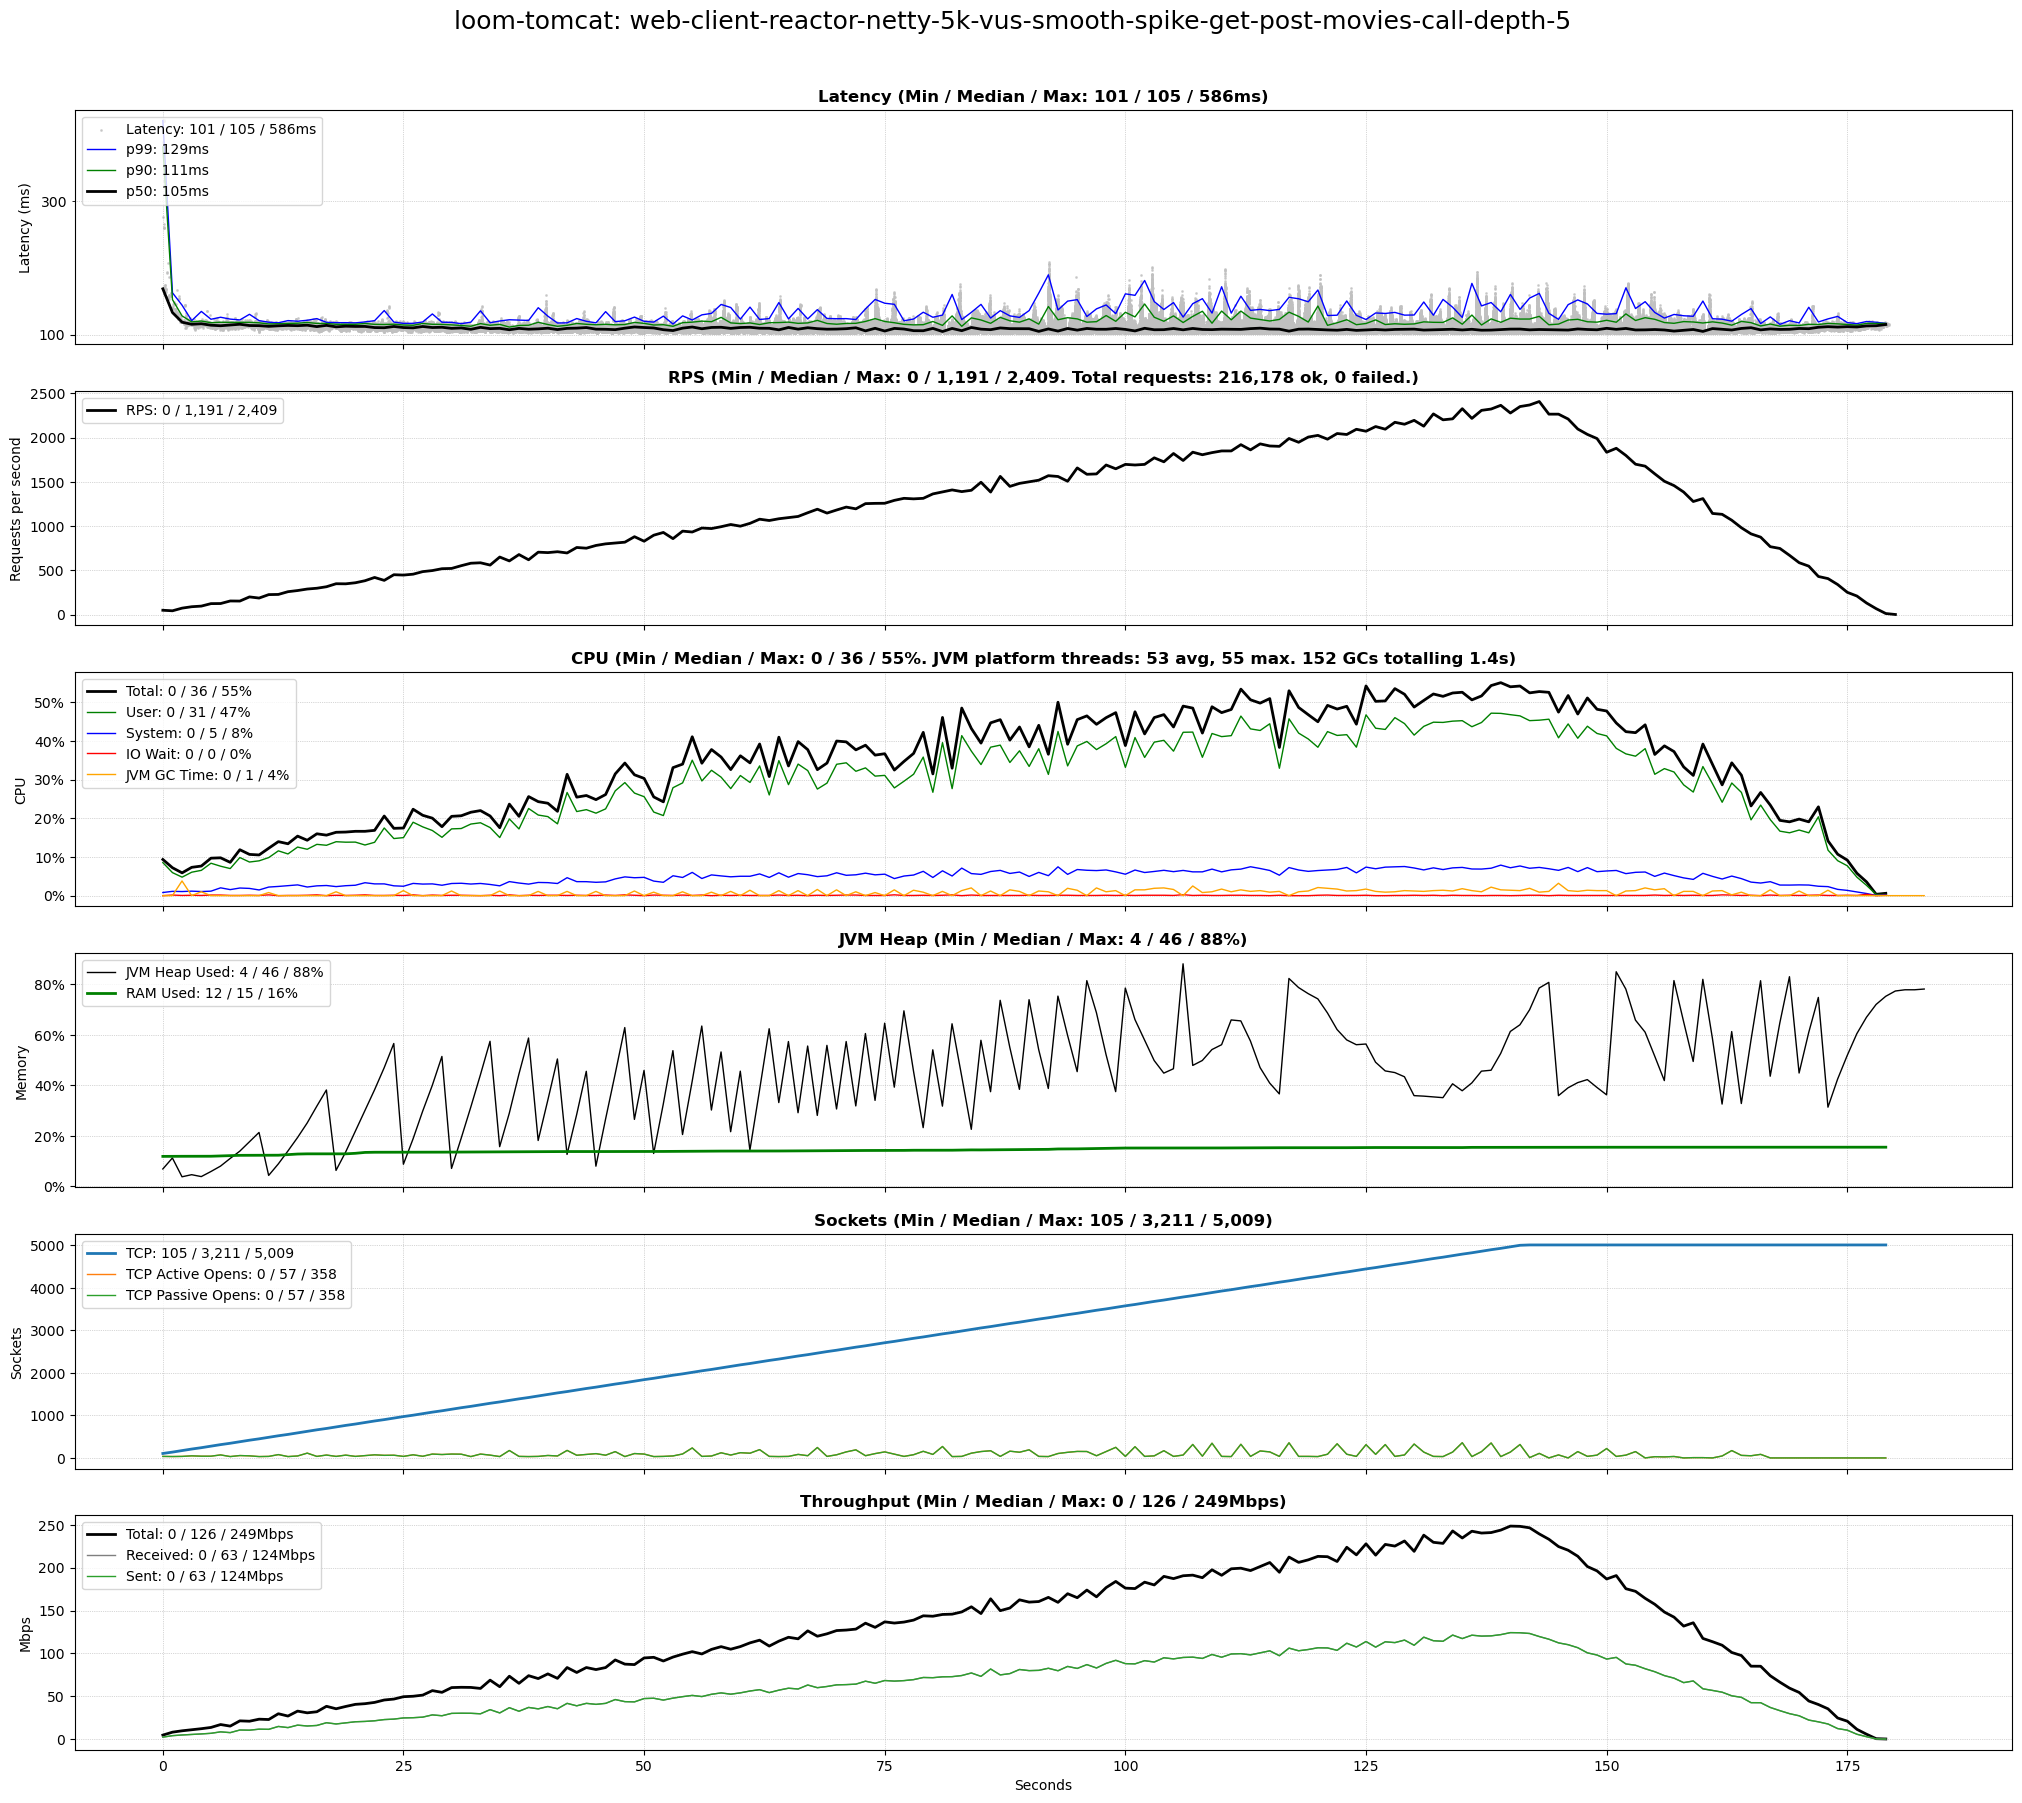 loom-tomcat: web-client-reactor-netty-5k-vus-smooth-spike-get-post-movies-call-depth-5
Latency (Min / Median / Max: 101 / 105 / 586ms)
Latency: 101 / 105 / 586ms
p99: 129ms
p90: 111ms
p50: 105ms
Latency (ms)
300
100
RPS (Min / Median / Max: 0 / 1,191 / 2,409. Total requests: 216,178 ok, 0 failed.)
RPS: 0 / 1,191 / 2,409
Requests per second
2500
2000
1500
1000
500
0
CPU (Min / Median / Max: 0 / 36 / 55%. JVM platform threads: 53 avg, 55 max. 152 GCs totalling 1.4s)
Total: 0 / 36 / 55%
User: 0 / 31 / 47%
System: 0 / 5 / 8%
IO Wait: 0 / 0 / 0%
JVM GC Time: 0 / 1 / 4%
CPU
50%
40%
30%
20%
10%
0%
JVM Heap (Min / Median / Max: 4 / 46 / 88%)
JVM Heap Used: 4 / 46 / 88%
RAM Used: 12 / 15 / 16%
Memory
80%
60%
40%
20%
0%
Sockets (Min / Median / Max: 105 / 3,211 / 5,009)
TCP: 105 / 3,211 / 5,009
TCP Active Opens: 0 / 57 / 358
TCP Passive Opens: 0 / 57 / 358
Sockets
5000
4000
3000
2000
1000
0
Throughput (Min / Median / Max: 0 / 126 / 249Mbps)
Total: 0 / 126 / 249Mbps
Received: 0 / 63 / 124Mbps
Sent: 0 / 63 / 124Mbps
Mbps
250
200
150
100
50
0
0 25 50 75 100 125 150 175
Seconds